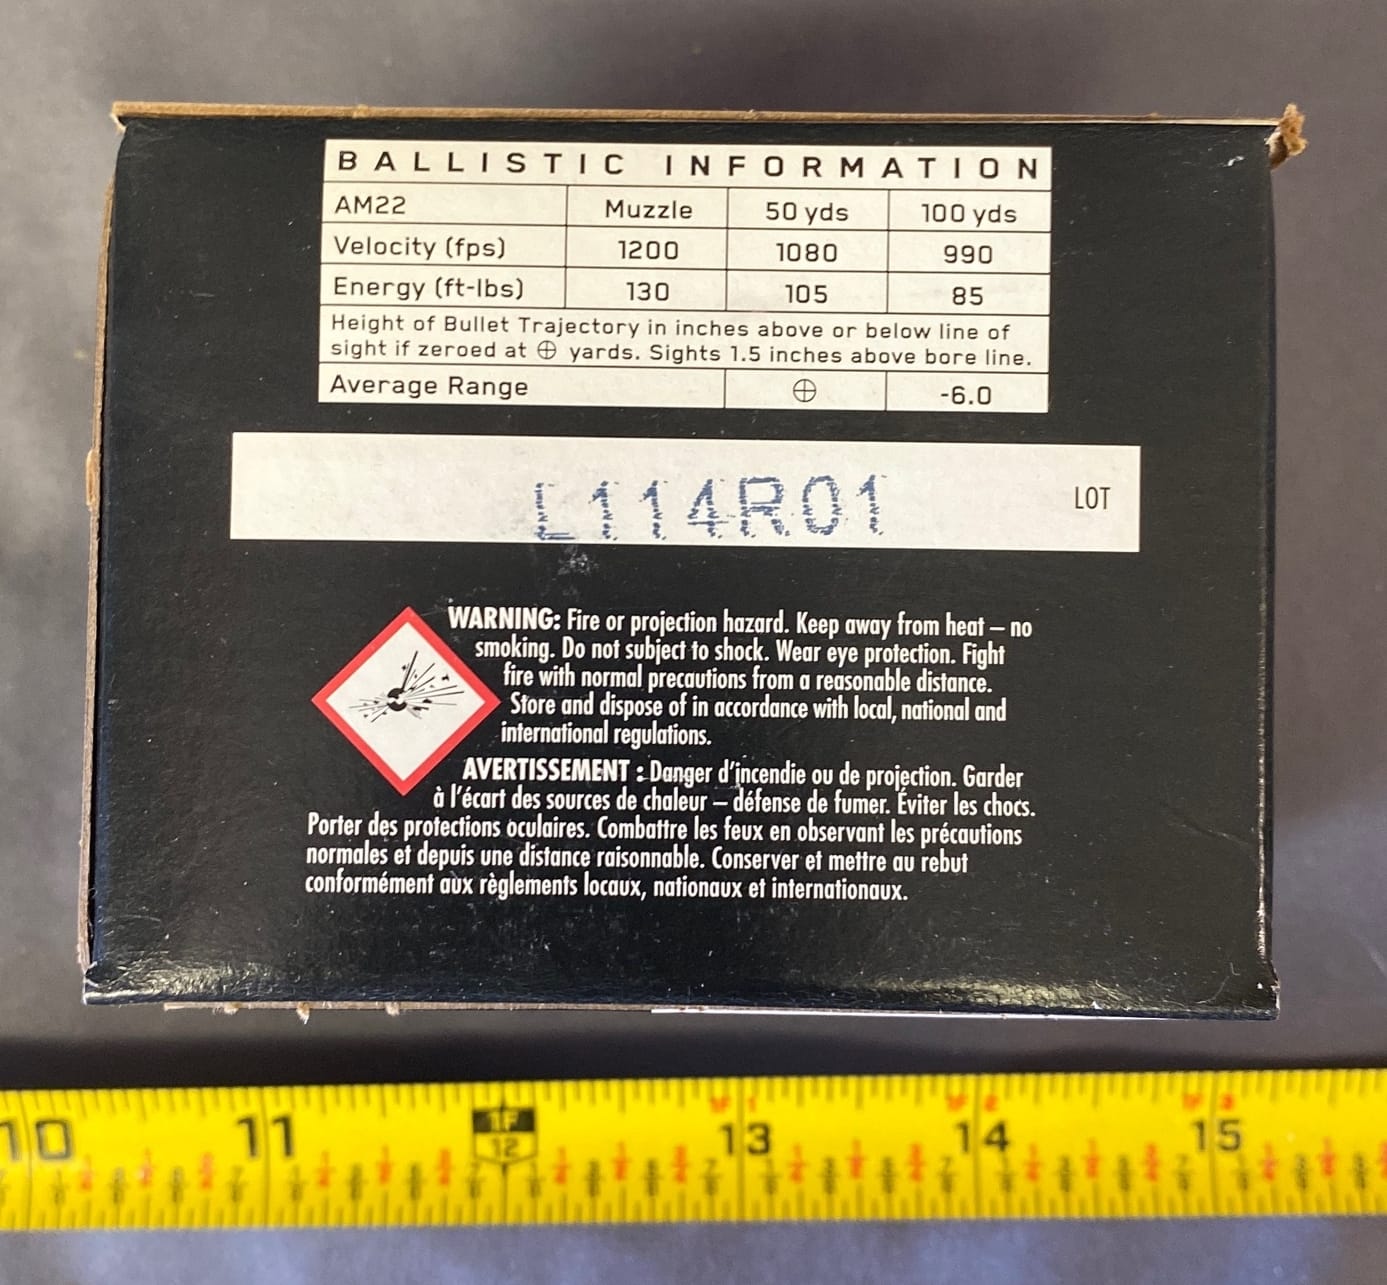 BALLISTIC INFORMATION
AM22 Muzzle 50 yds 100 yds
Velocity (fps) 1200 1080 990
Energy (ft-lbs) 130 105 85
Height of Bullet Trajectory in inches above or below line of
sight if zeroed at ⊕ yards. Sights 1.5 inches above bore line.
Average Range ⊕ -6.0
L114R01 LOT
WARNING: Fire or projection hazard. Keep away from heat – no
smoking. Do not subject to shock. Wear eye protection. Fight
fire with normal precautions from a reasonable distance.
Store and dispose of in accordance with local, national and
international regulations.
AVERTISSEMENT : Danger d'incendie ou de projection. Garder
à l'écart des sources de chaleur – défense de fumer. Éviter les chocs.
Porter des protections oculaires. Combattre les feux en observant les précautions
normales et depuis une distance raisonnable. Conserver et mettre au rebut
conformément aux règlements locaux, nationaux et internationaux.
1F 1 2 3
10 11 12 13 14 15